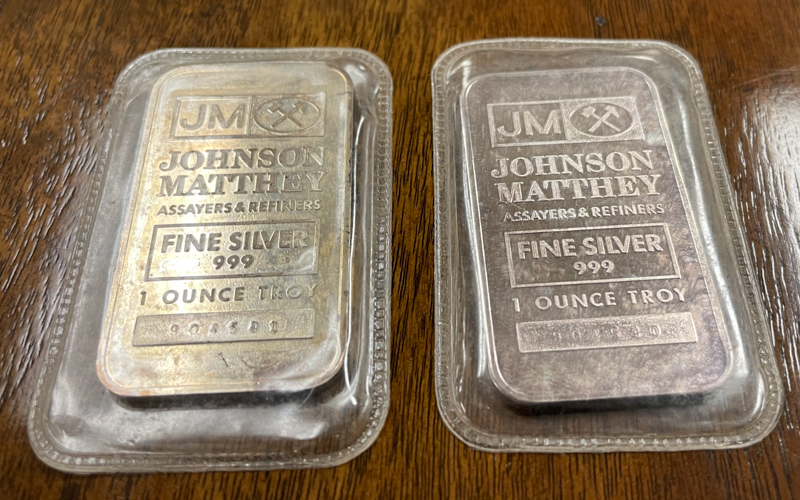 JM
JOHNSON
MATTHEY
ASSAYERS & REFINERS
FINE SILVER
999
1 OUNCE TROY
JM
JOHNSON
MATTHEY
ASSAYERS & REFINERS
FINE SILVER
999
1 OUNCE TROY